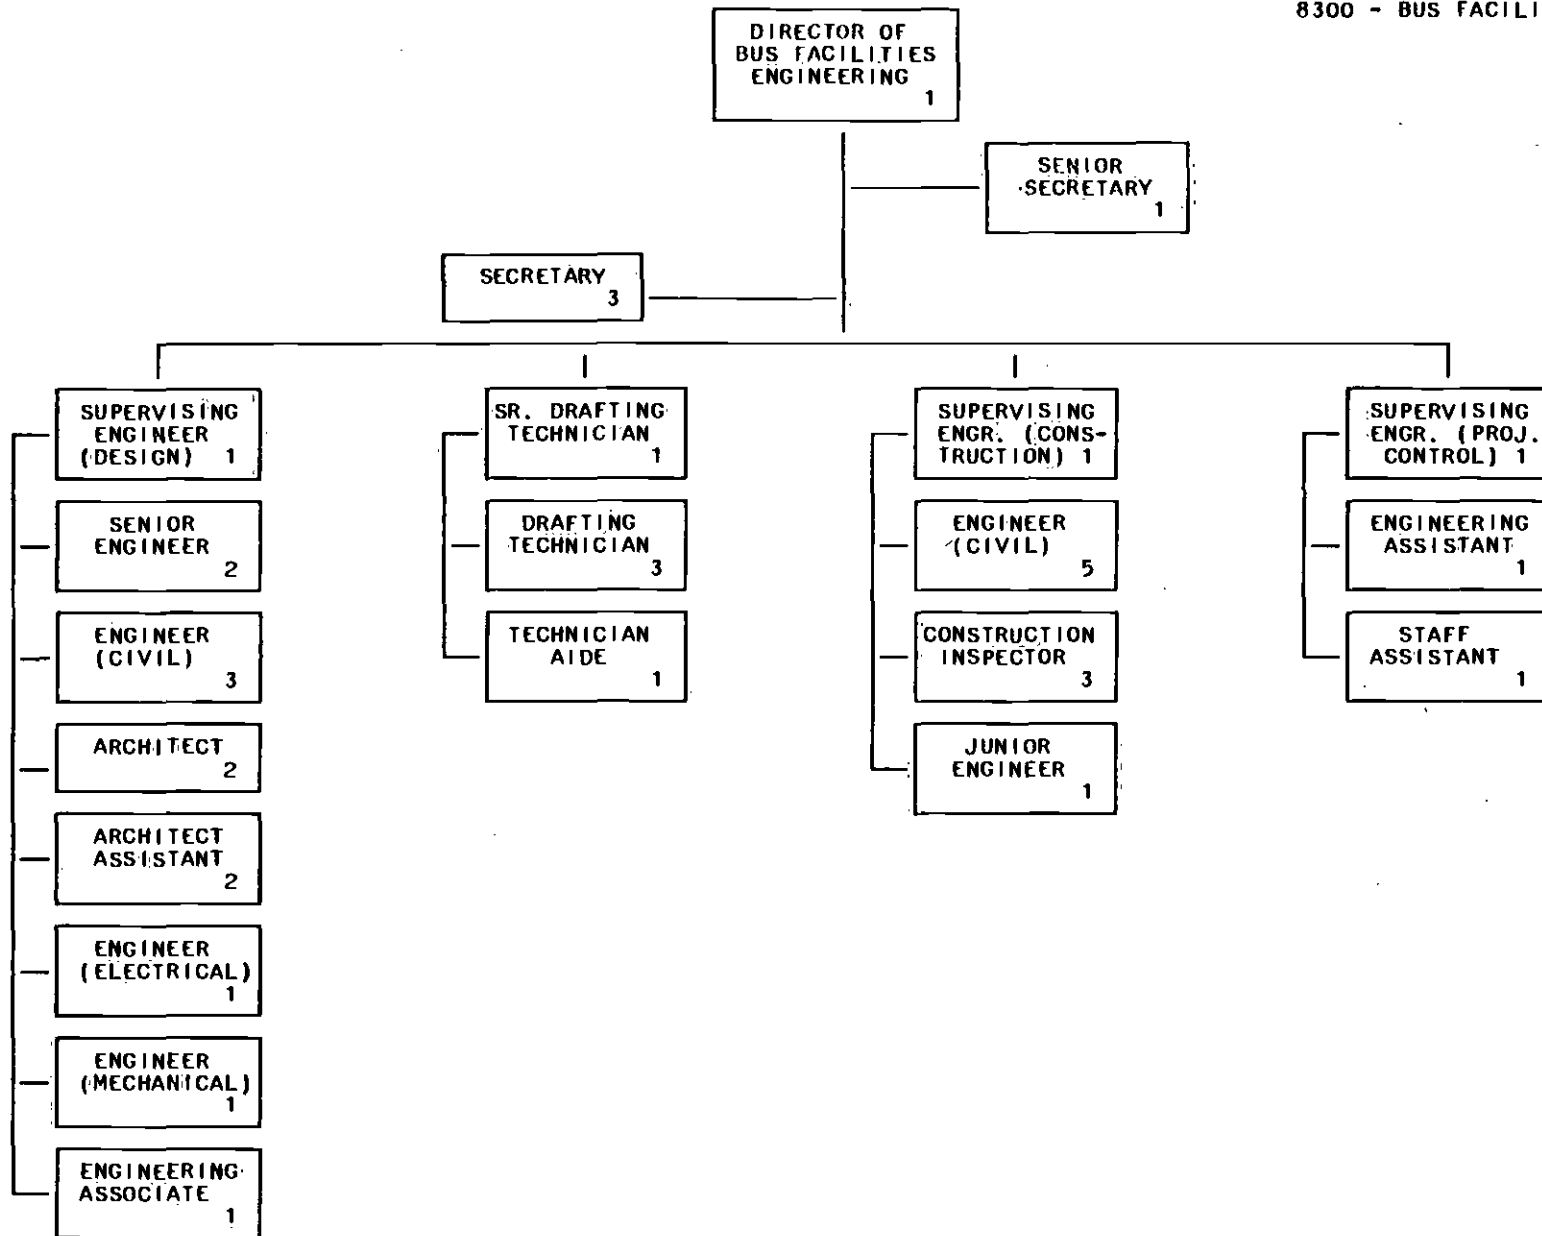 8300 - BUS FACILI
DIRECTOR OF
BUS FACILITIES
ENGINEERING
1
SENIOR
SECRETARY
1
SECRETARY
3
SUPERVISING
ENGINEER
(DESIGN) 1
SENIOR
ENGINEER
2
ENGINEER
(CIVIL)
3
ARCHITECT
2
ARCHITECT
ASSISTANT
2
ENGINEER
(ELECTRICAL)
1
ENGINEER
(MECHANICAL)
1
ENGINEERING
ASSOCIATE
1
SR. DRAFTING
TECHNICIAN
1
DRAFTING
TECHNICIAN
3
TECHNICIAN
AIDE
1
SUPERVISING
ENGR. (CONS-
TRUCTION) 1
ENGINEER
(CIVIL)
5
CONSTRUCTION
INSPECTOR
3
JUNIOR
ENGINEER
1
SUPERVISING
ENGR. (PROJ.
CONTROL) 1
ENGINEERING
ASSISTANT
1
STAFF
ASSISTANT
1